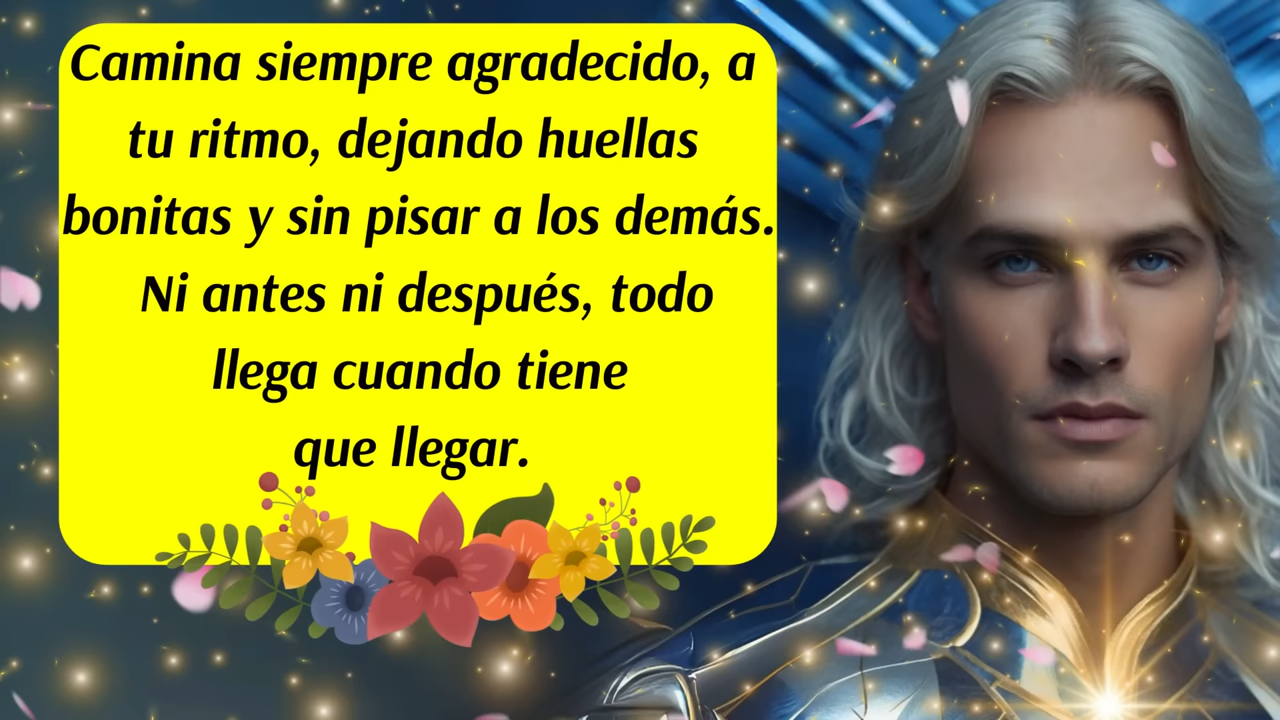 Camina siempre agradecido, a
tu ritmo, dejando huellas
bonitas y sin pisar a los demás.
Ni antes ni después, todo
llega cuando tiene
que llegar.